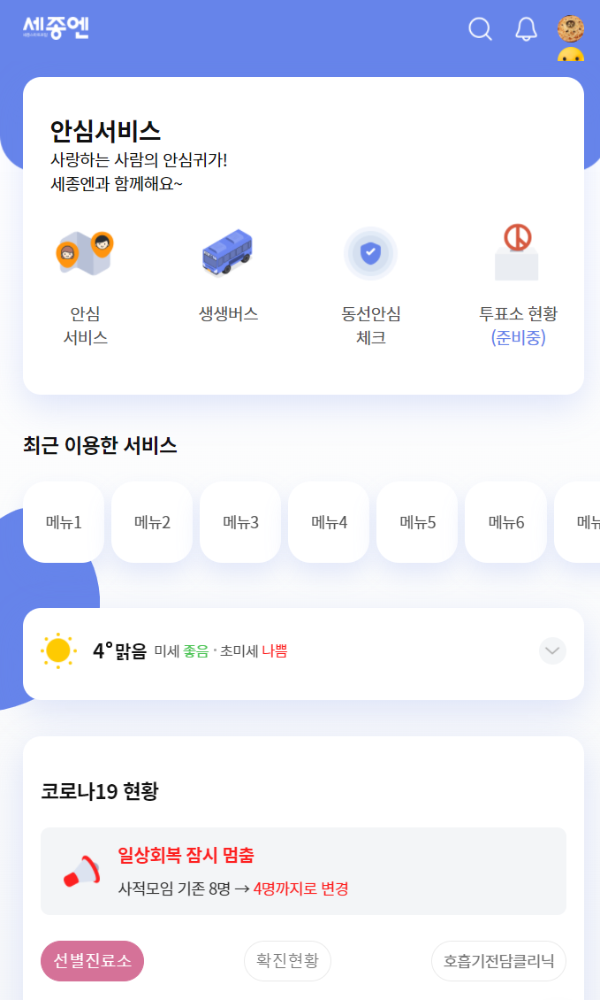 세종엔
안심서비스
사랑하는 사람의 안심귀가!
세종엔과 함께해요~
안심
서비스
생생버스
동선안심
체크
투표소 현황
(준비중)
최근 이용한 서비스
메뉴1 메뉴2 메뉴3 메뉴4 메뉴5 메뉴6 메뉴
4°맑음 미세 좋음 · 초미세 나쁨
코로나19 현황
일상회복 잠시 멈춤
사적모임 기존 8명 → 4명까지로 변경
선별진료소 확진현황 호흡기전담클리닉